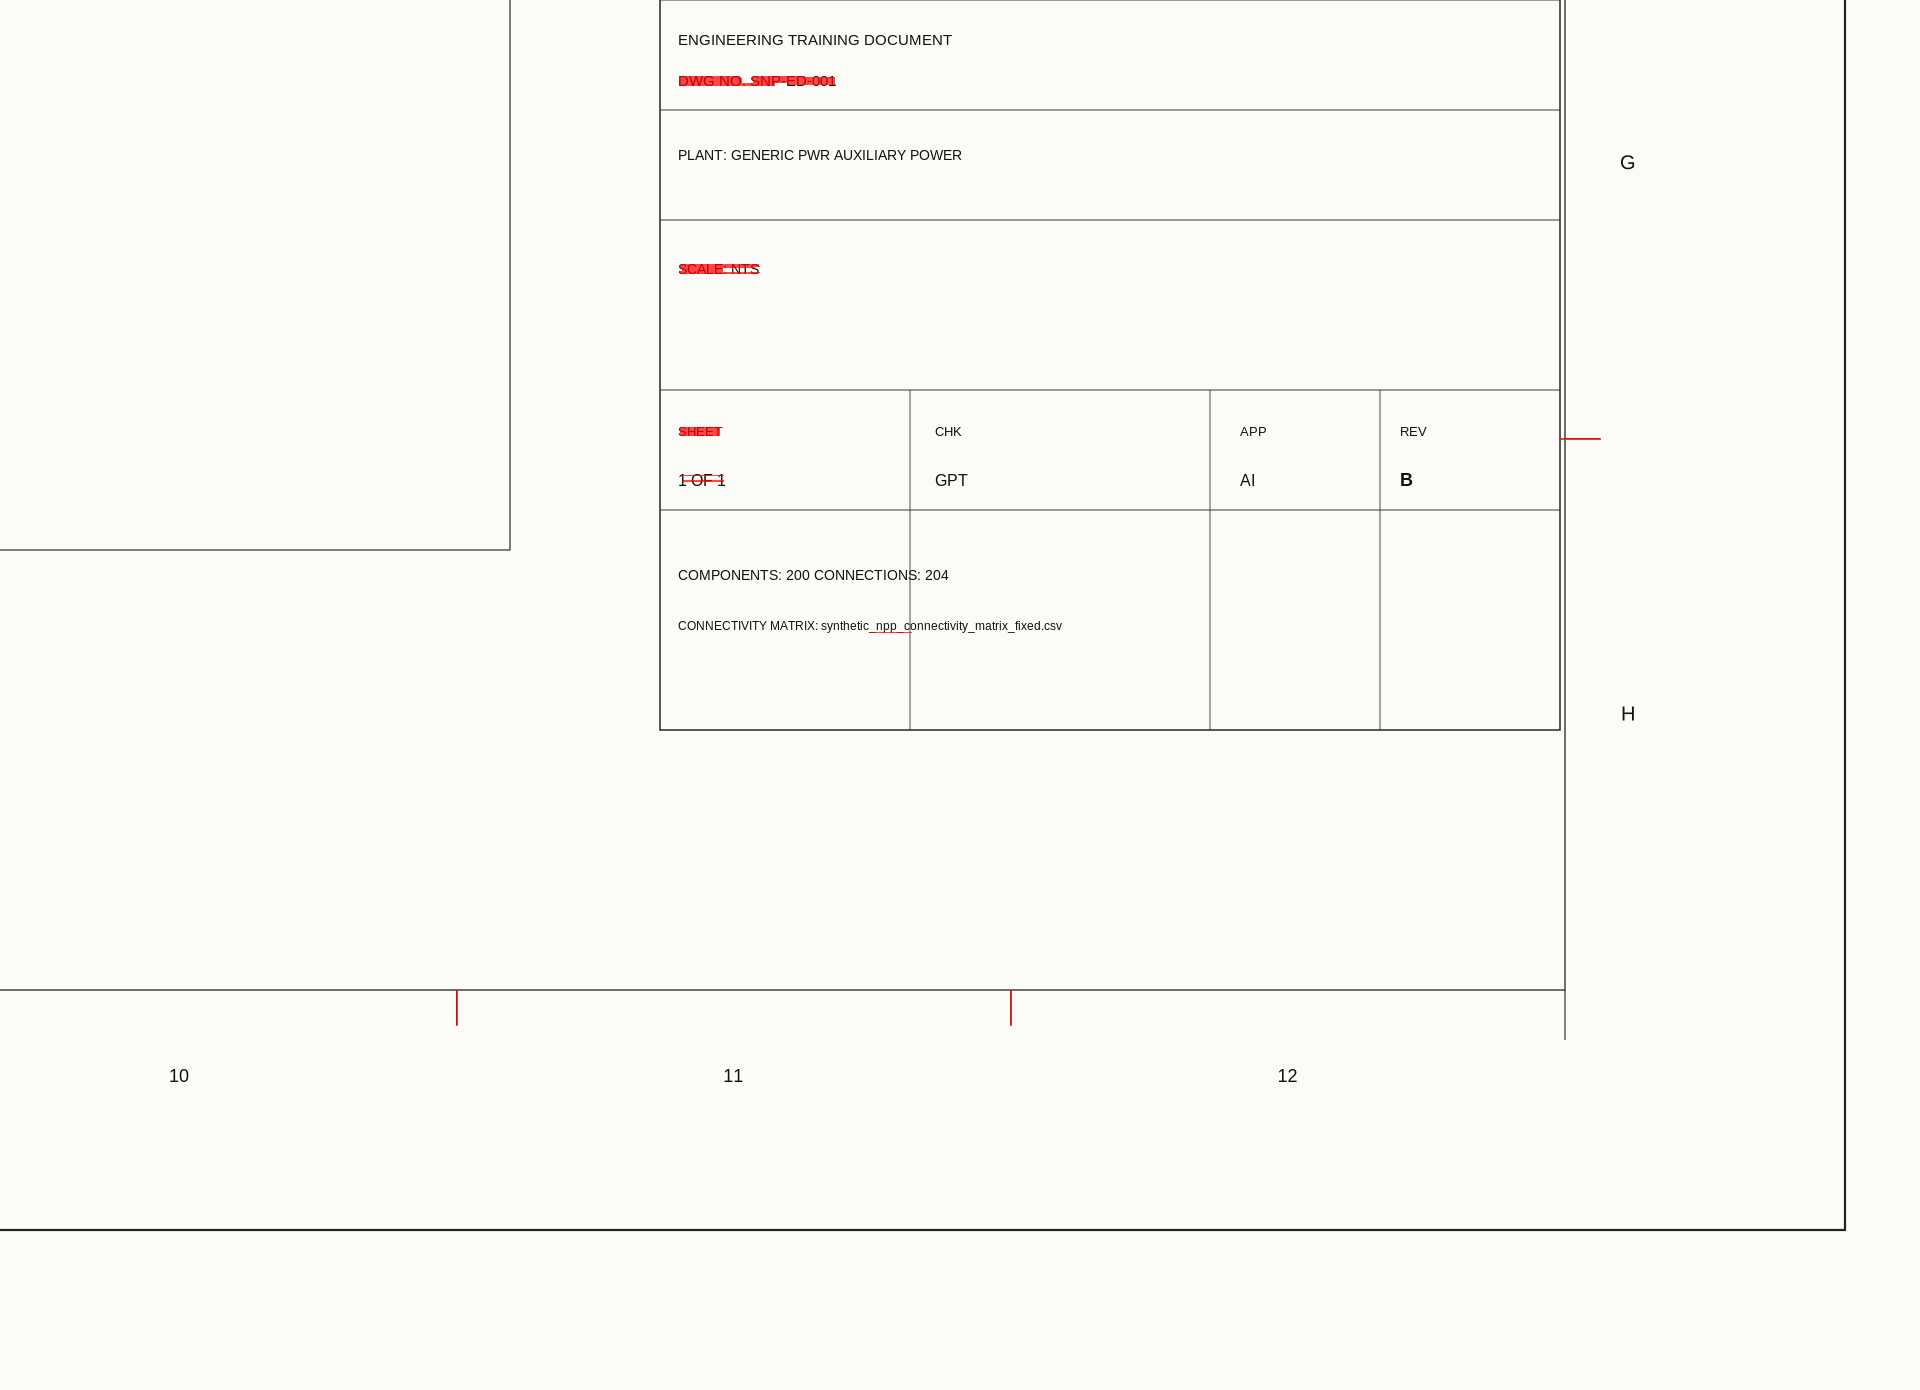 ENGINEERING TRAINING DOCUMENT
DWG NO. SNP-ED-001
PLANT: GENERIC PWR AUXILIARY POWER
G
SCALE: NTS
SHEET CHK APP REV
1 OF 1 GPT AI B
COMPONENTS: 200 CONNECTIONS: 204
CONNECTIVITY MATRIX: synthetic_npp_connectivity_matrix_fixed.csv
H
10 11 12